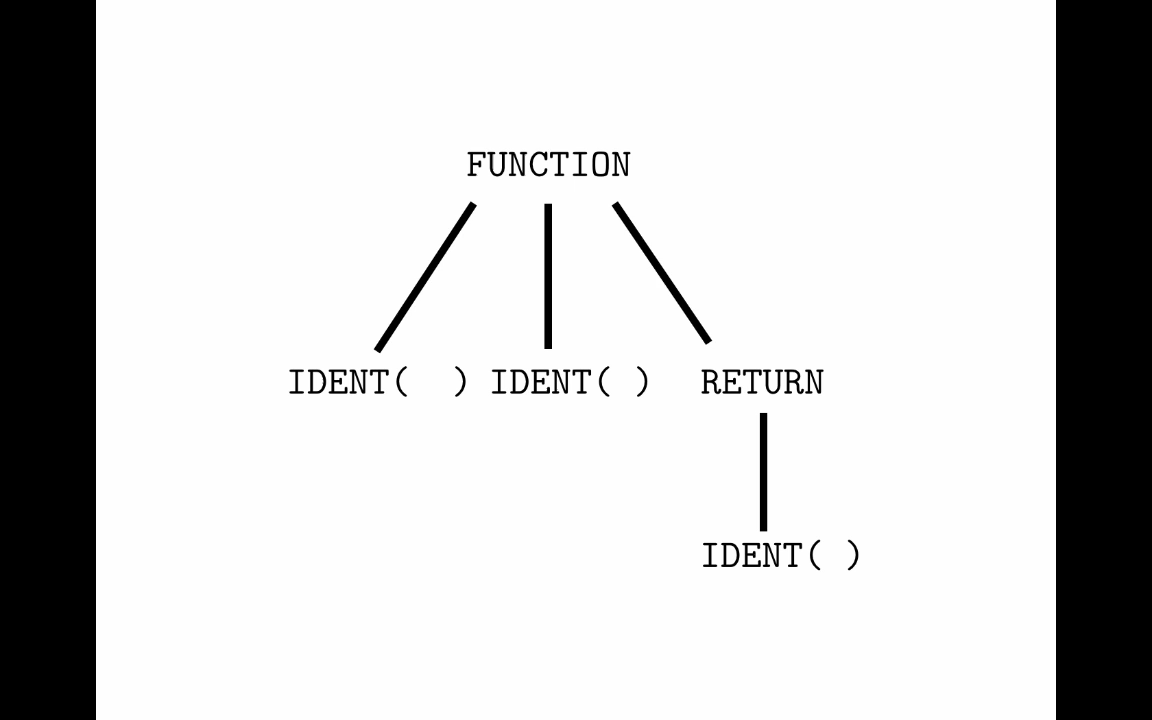 FUNCTION
IDENT(  ) IDENT( ) RETURN
IDENT( )